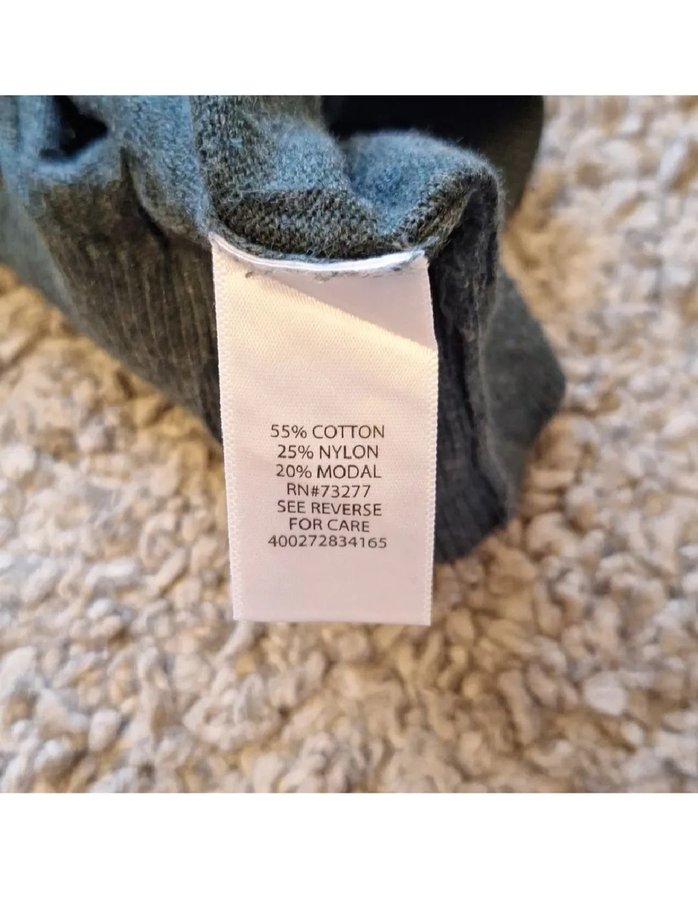 55% COTTON
25% NYLON
20% MODAL
RN#73277
SEE REVERSE
FOR CARE
400272834165